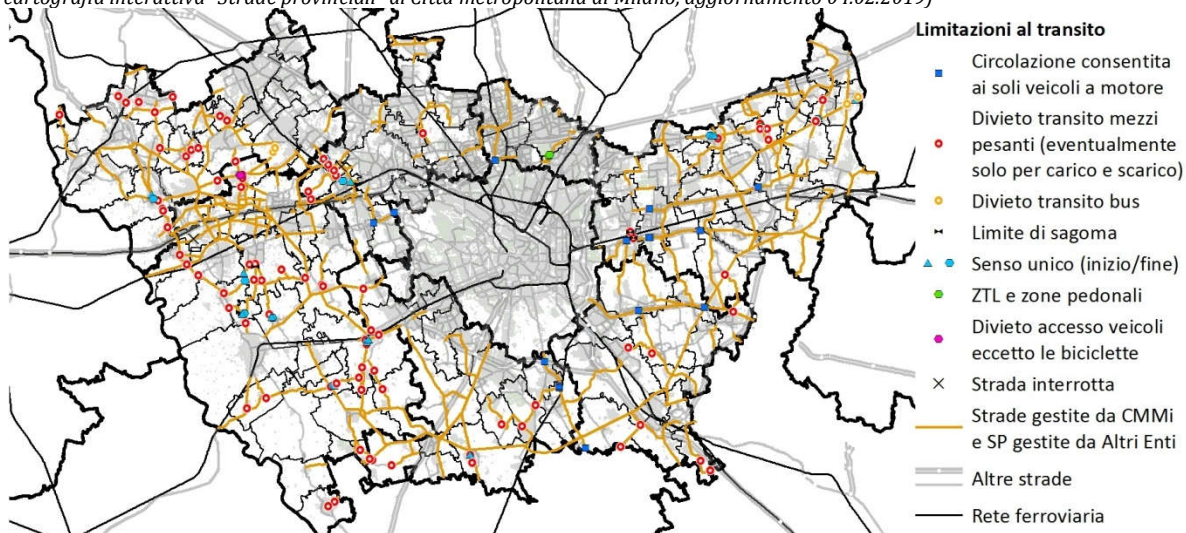 cartografia interattiva "Strade provinciali" di Città metropolitana di Milano, aggiornamento 04.02.2019)
Limitazioni al transito
Circolazione consentita
ai soli veicoli a motore
Divieto transito mezzi
pesanti (eventualmente
solo per carico e scarico)
Divieto transito bus
Limite di sagoma
Senso unico (inizio/fine)
ZTL e zone pedonali
Divieto accesso veicoli
eccetto le biciclette
Strada interrotta
Strade gestite da CMMi
e SP gestite da Altri Enti
Altre strade
Rete ferroviaria